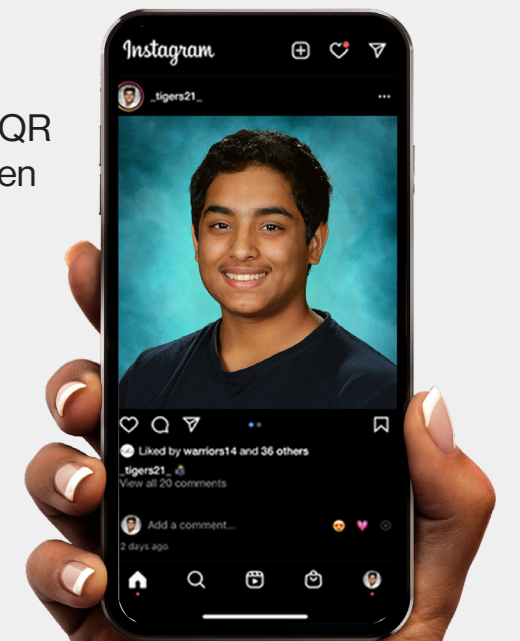 Instagram
_tigers21_
QR
en
Liked by warriors14 and 36 others
_tigers21_
View all 20 comments
Add a comment...
2 days ago